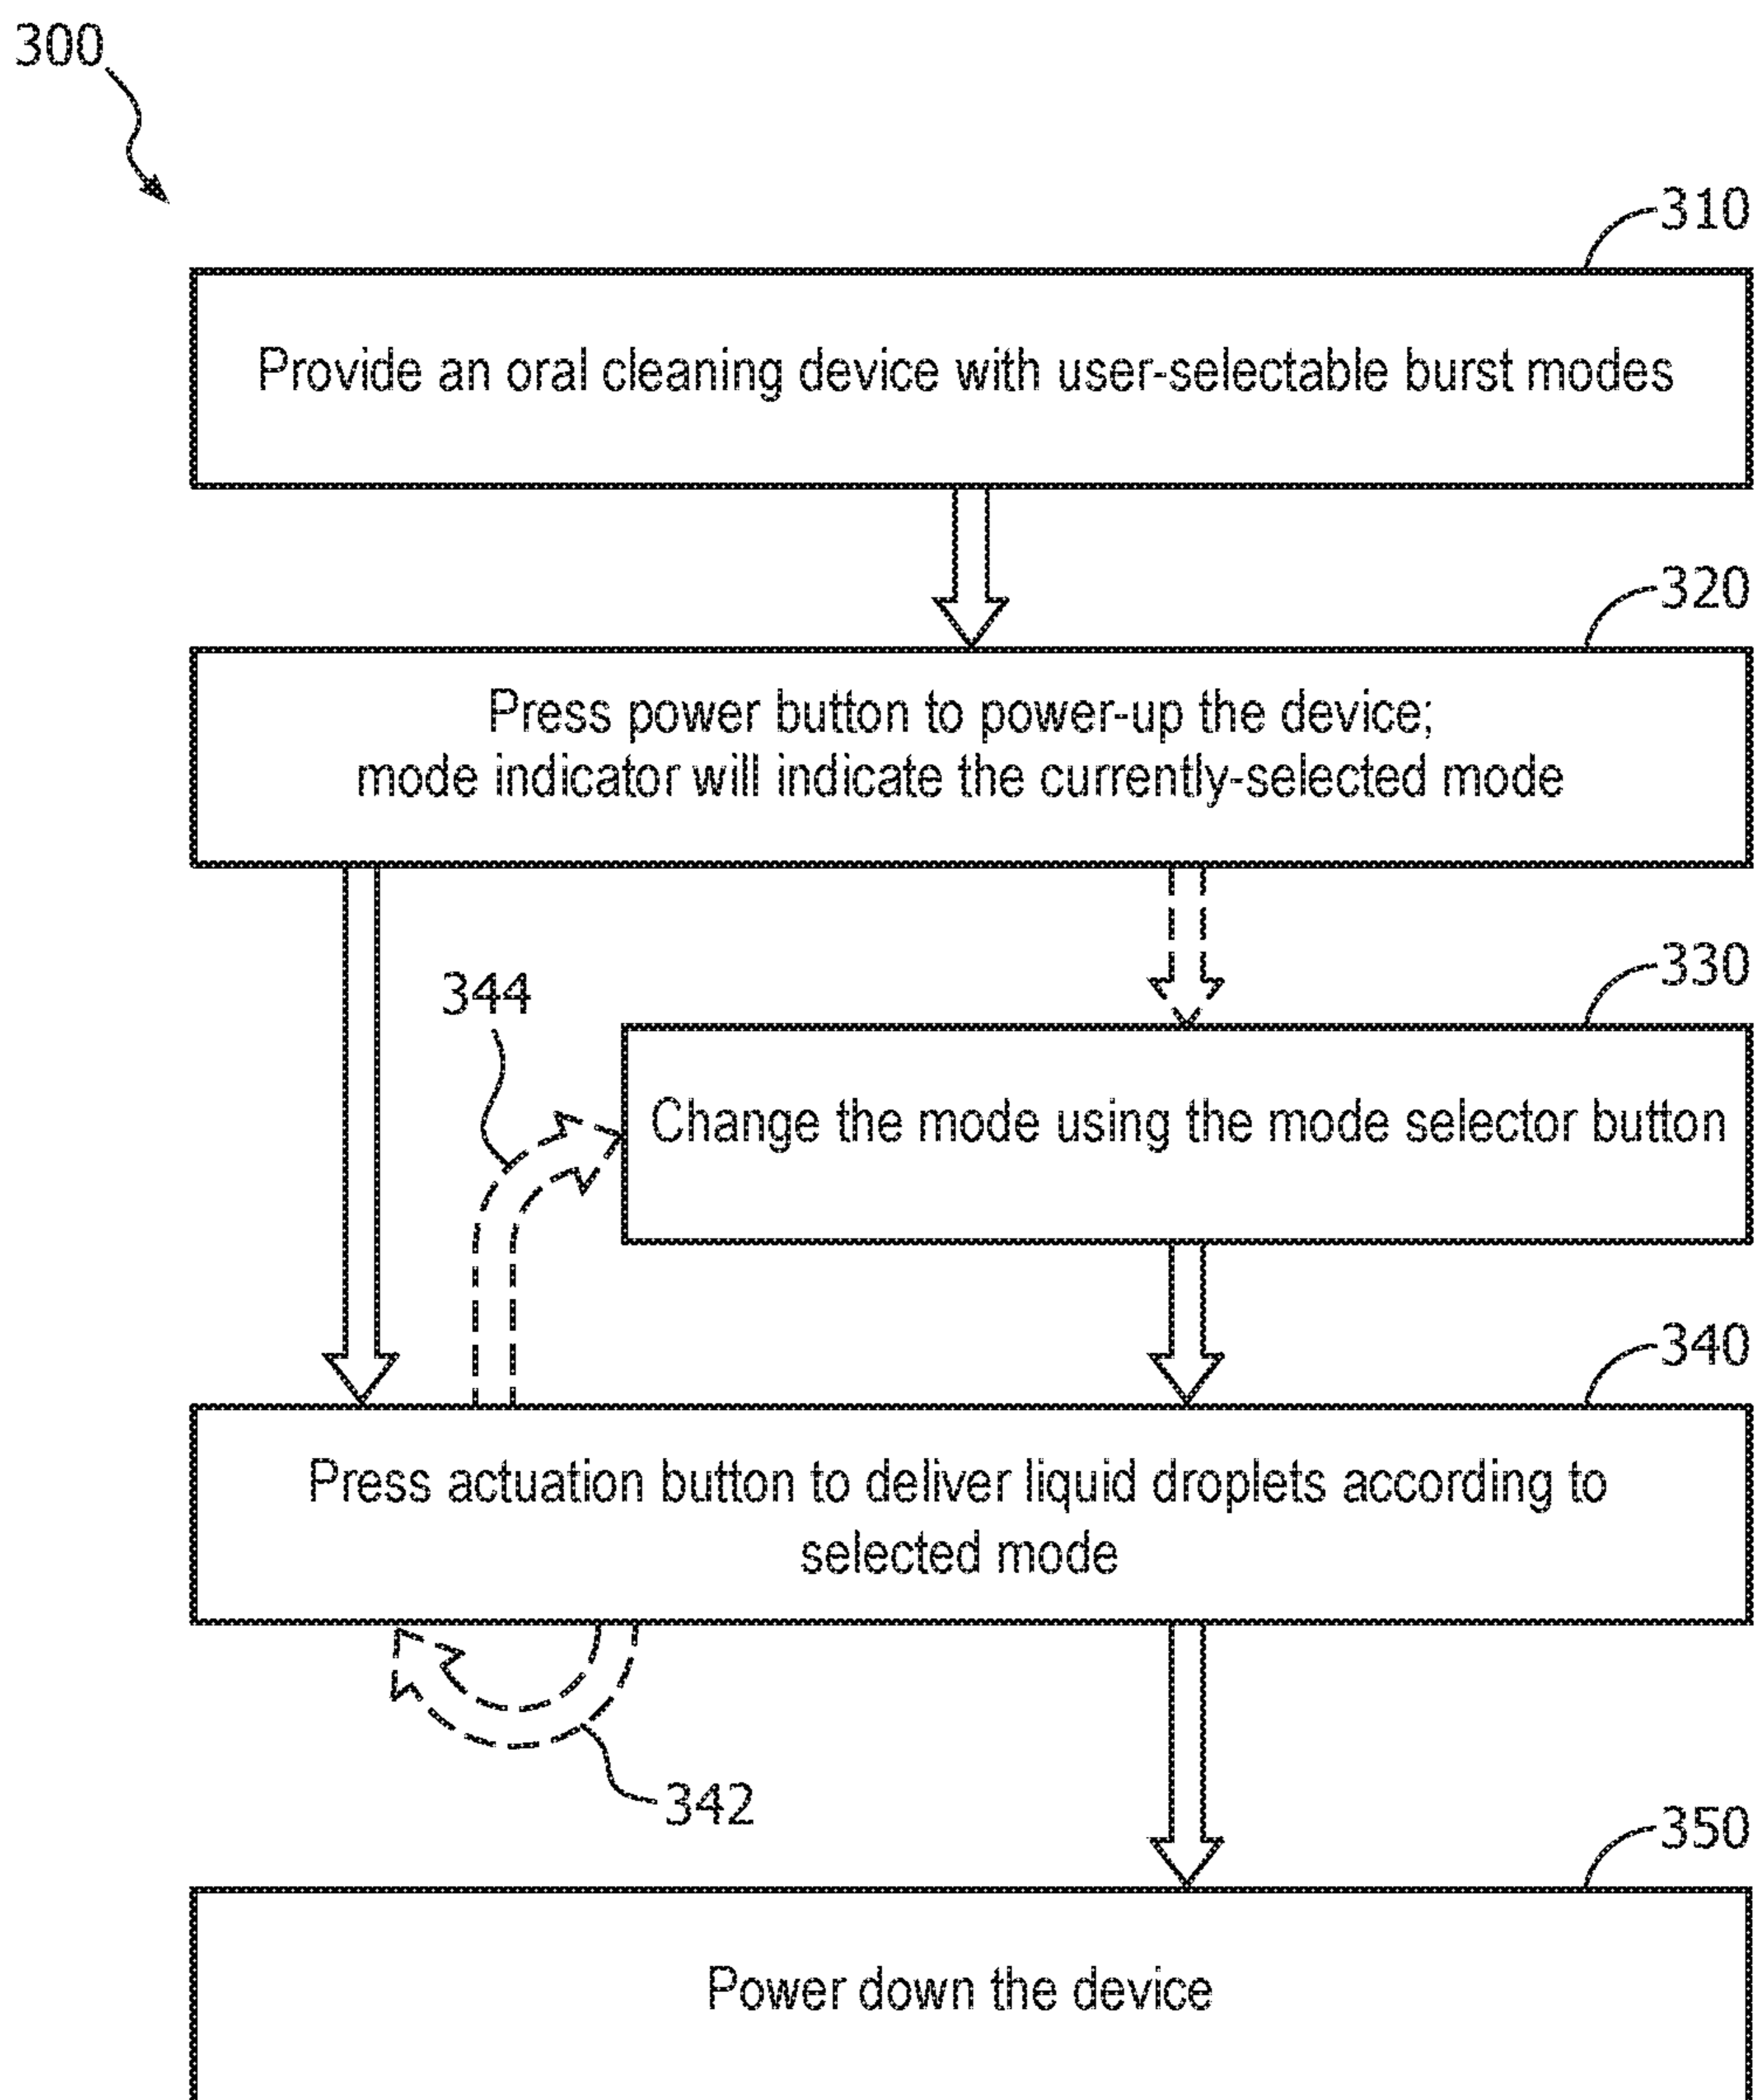 300
310
Provide an oral cleaning device with user-selectable burst modes
320
Press power button to power-up the device;
mode indicator will indicate the currently-selected mode
330
344
Change the mode using the mode selector button
340
Press actuation button to deliver liquid droplets according to
selected mode
342
350
Power down the device